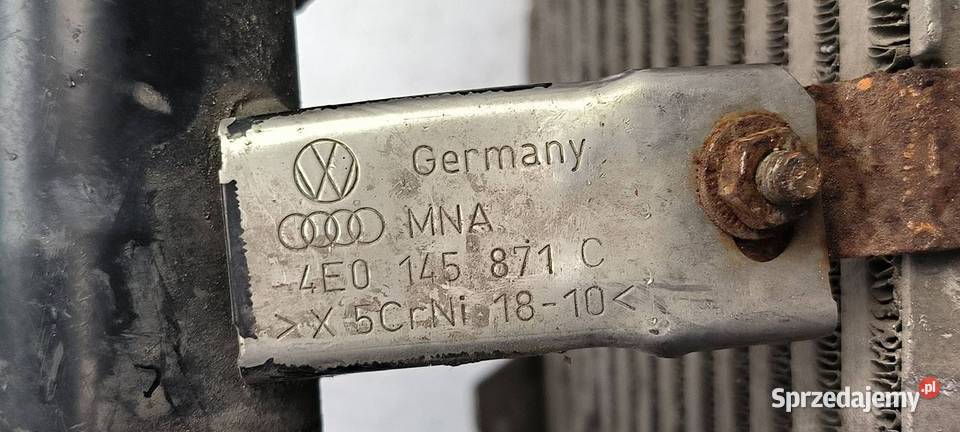 Germany
MNA
4E0 145 871 C
>X 5CrNi 18-10<
Sprzedajemy.pl